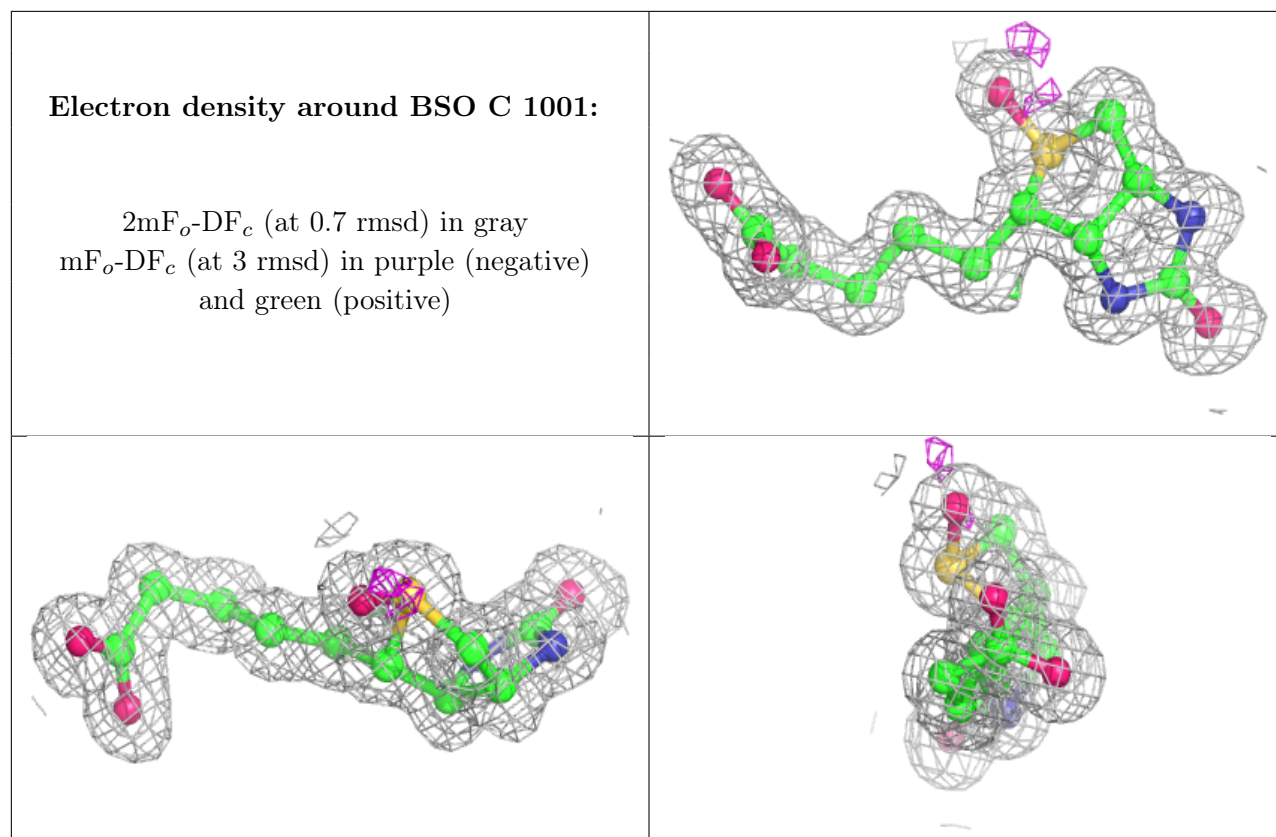 Electron density around BSO C 1001:
2mFo-DFc (at 0.7 rmsd) in gray
mFo-DFc (at 3 rmsd) in purple (negative)
and green (positive)